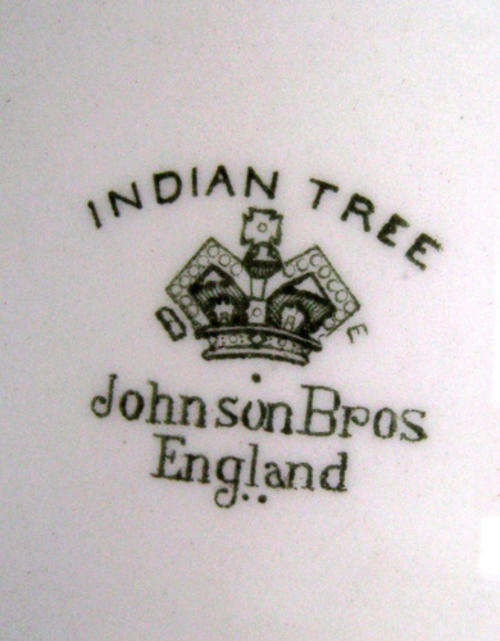 INDIAN TREE
E
Johnson Bros
England